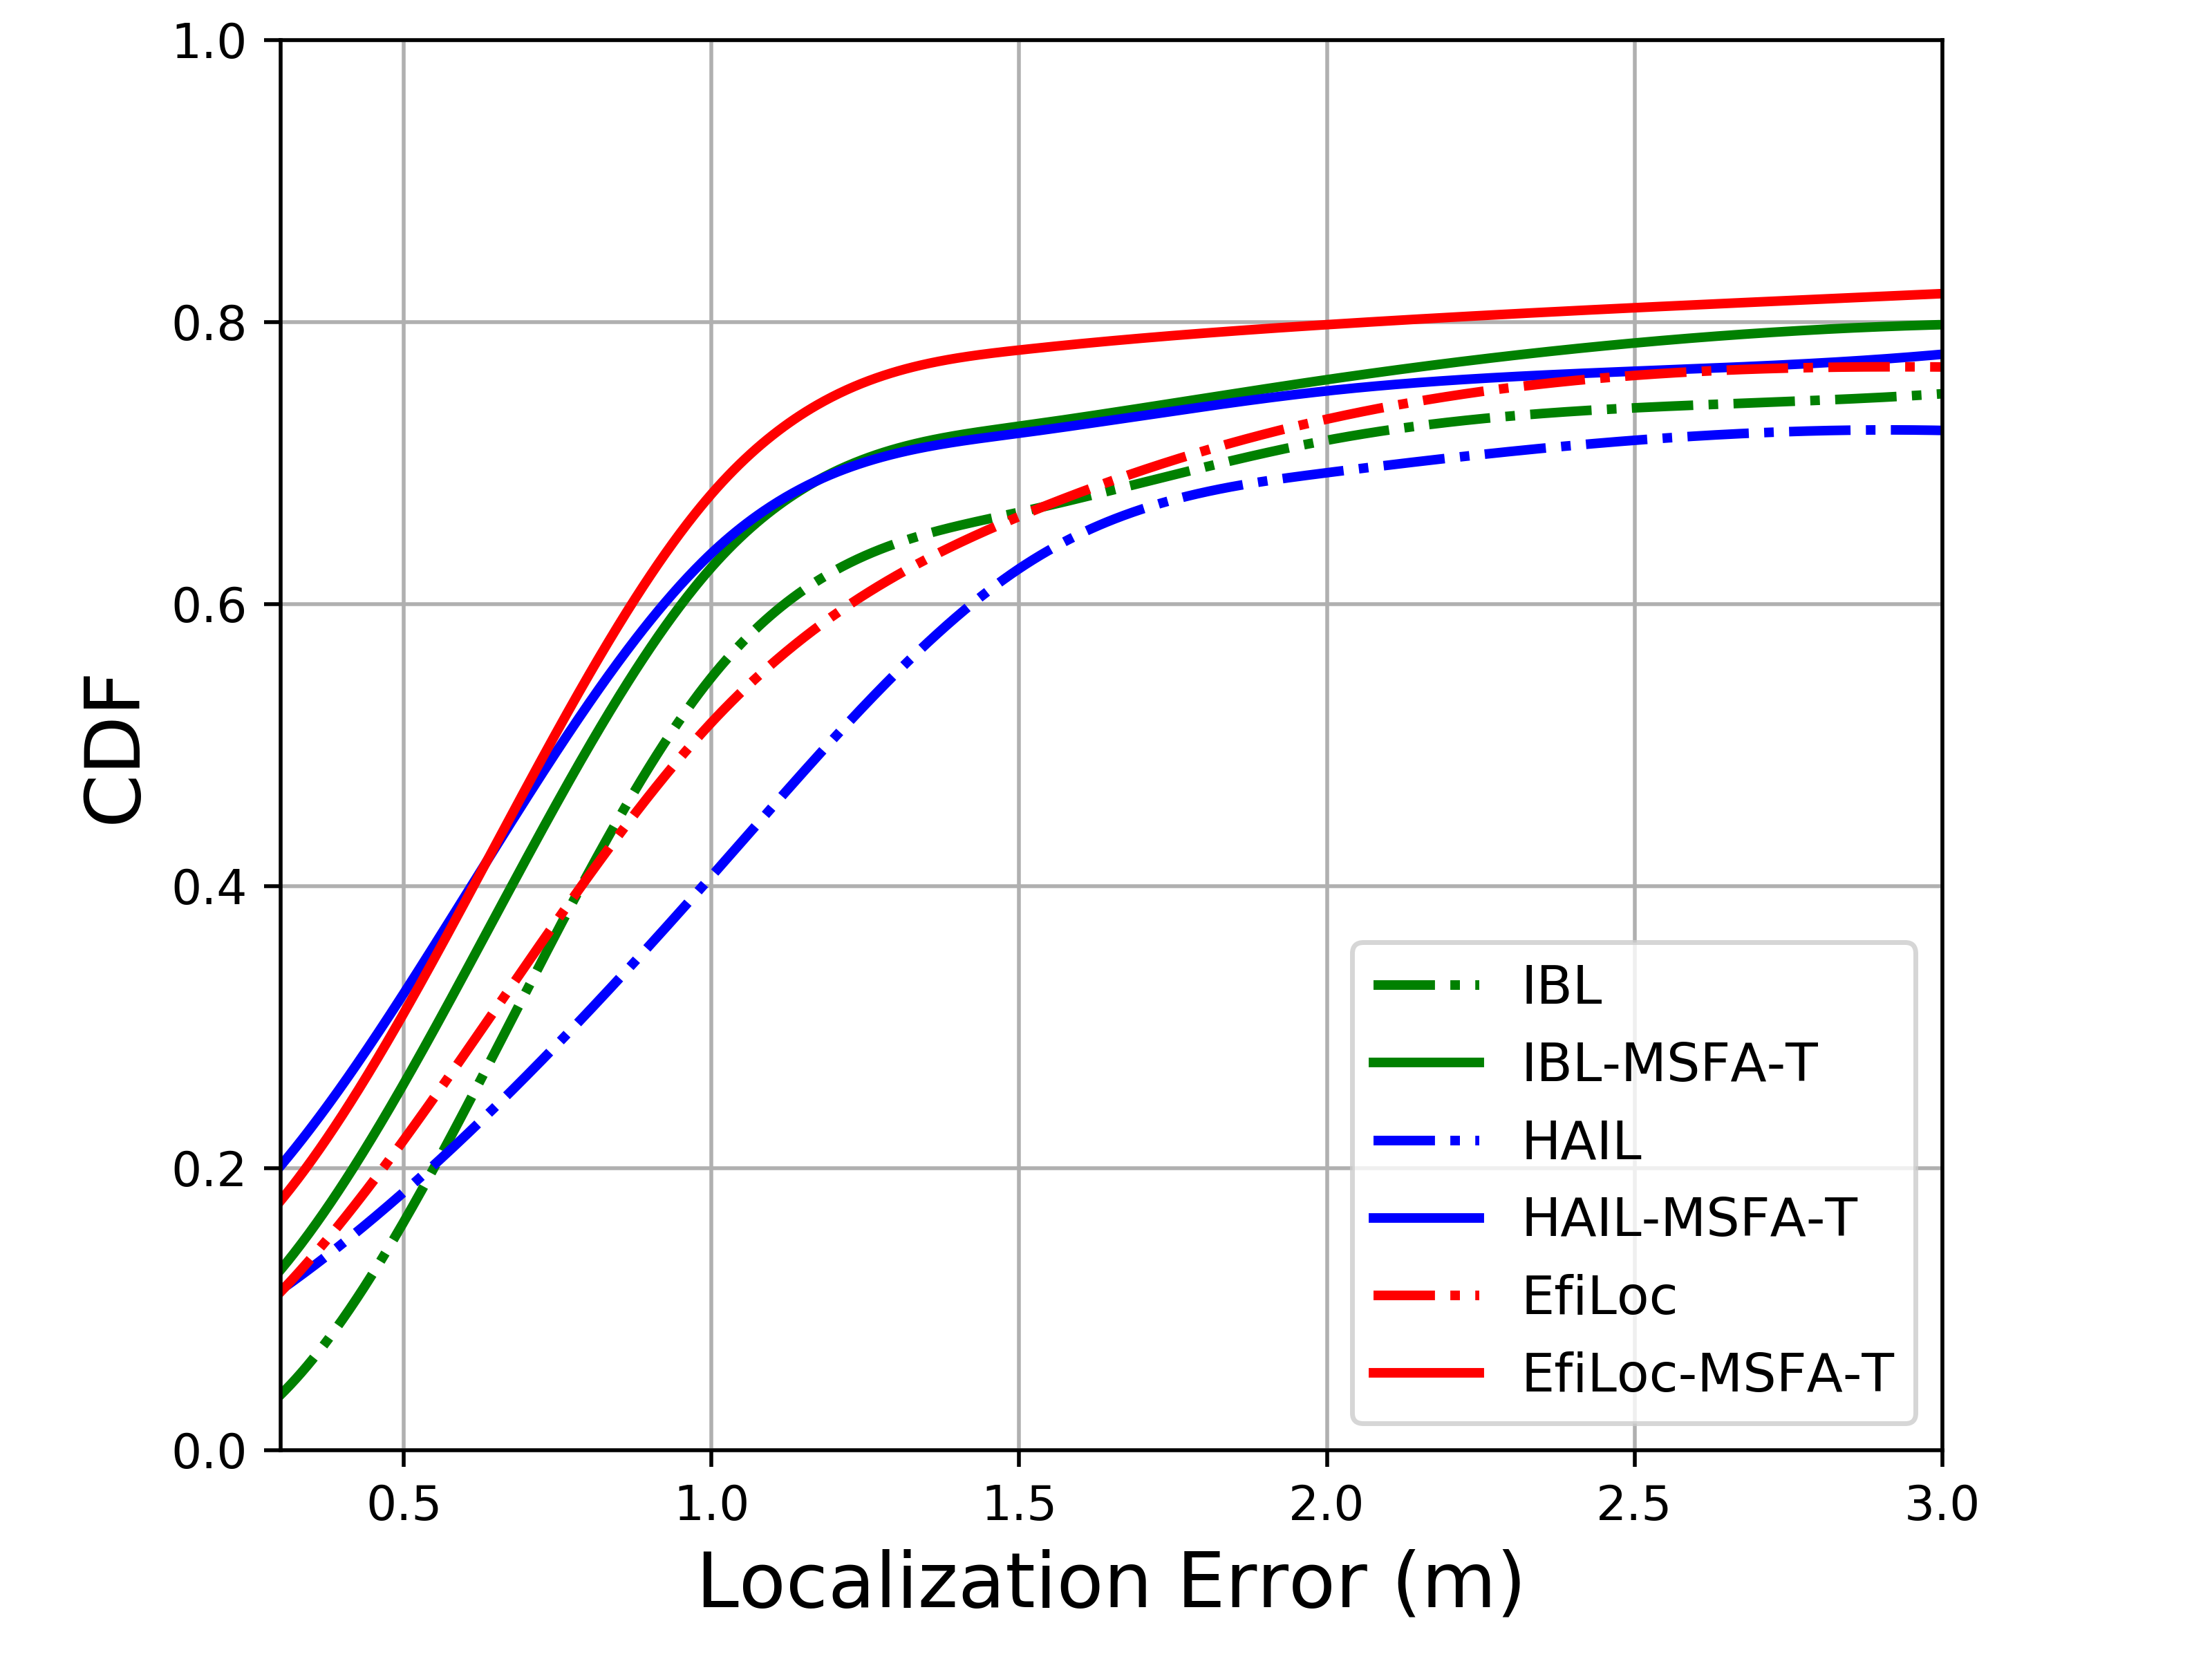 1.0
0.8
0.6
0.4
0.2
0.0
CDF
0.5 1.0 1.5 2.0 2.5 3.0
Localization Error (m)
IBL
IBL-MSFA-T
HAIL
HAIL-MSFA-T
EfiLoc
EfiLoc-MSFA-T